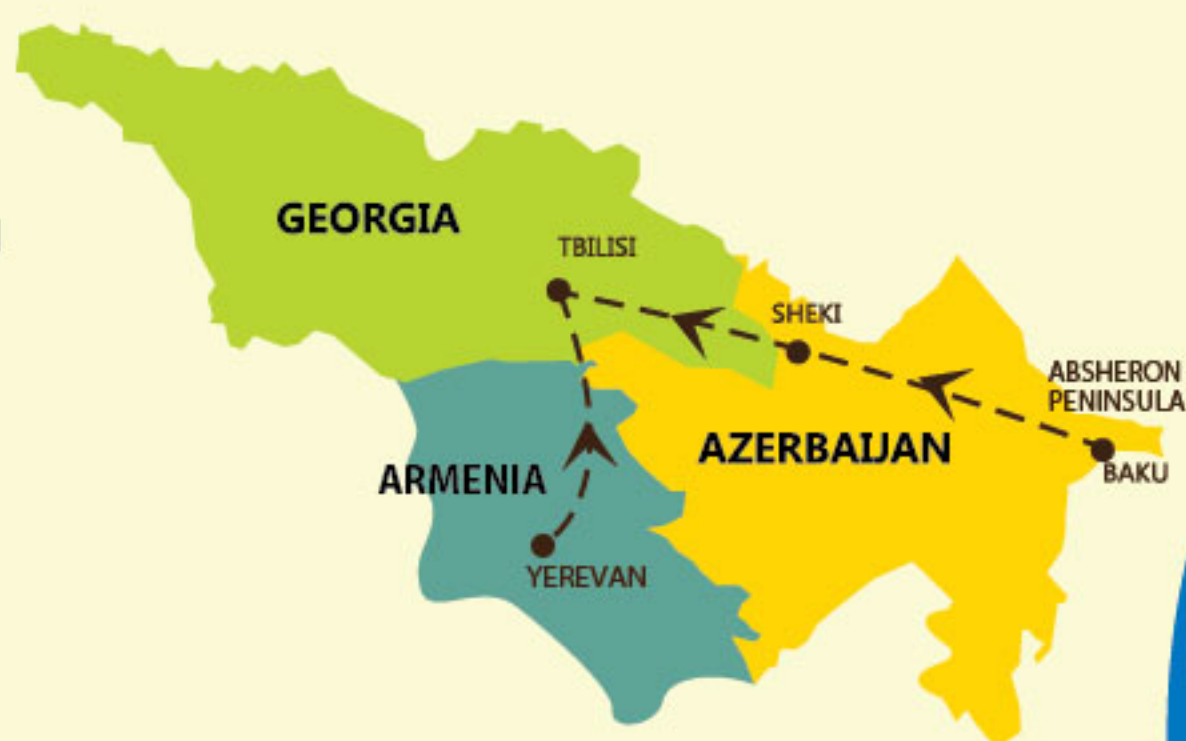 GEORGIA
TBILISI
SHEKI
ABSHERON
PENINSULA
AZERBAIJAN
BAKU
ARMENIA
YEREVAN